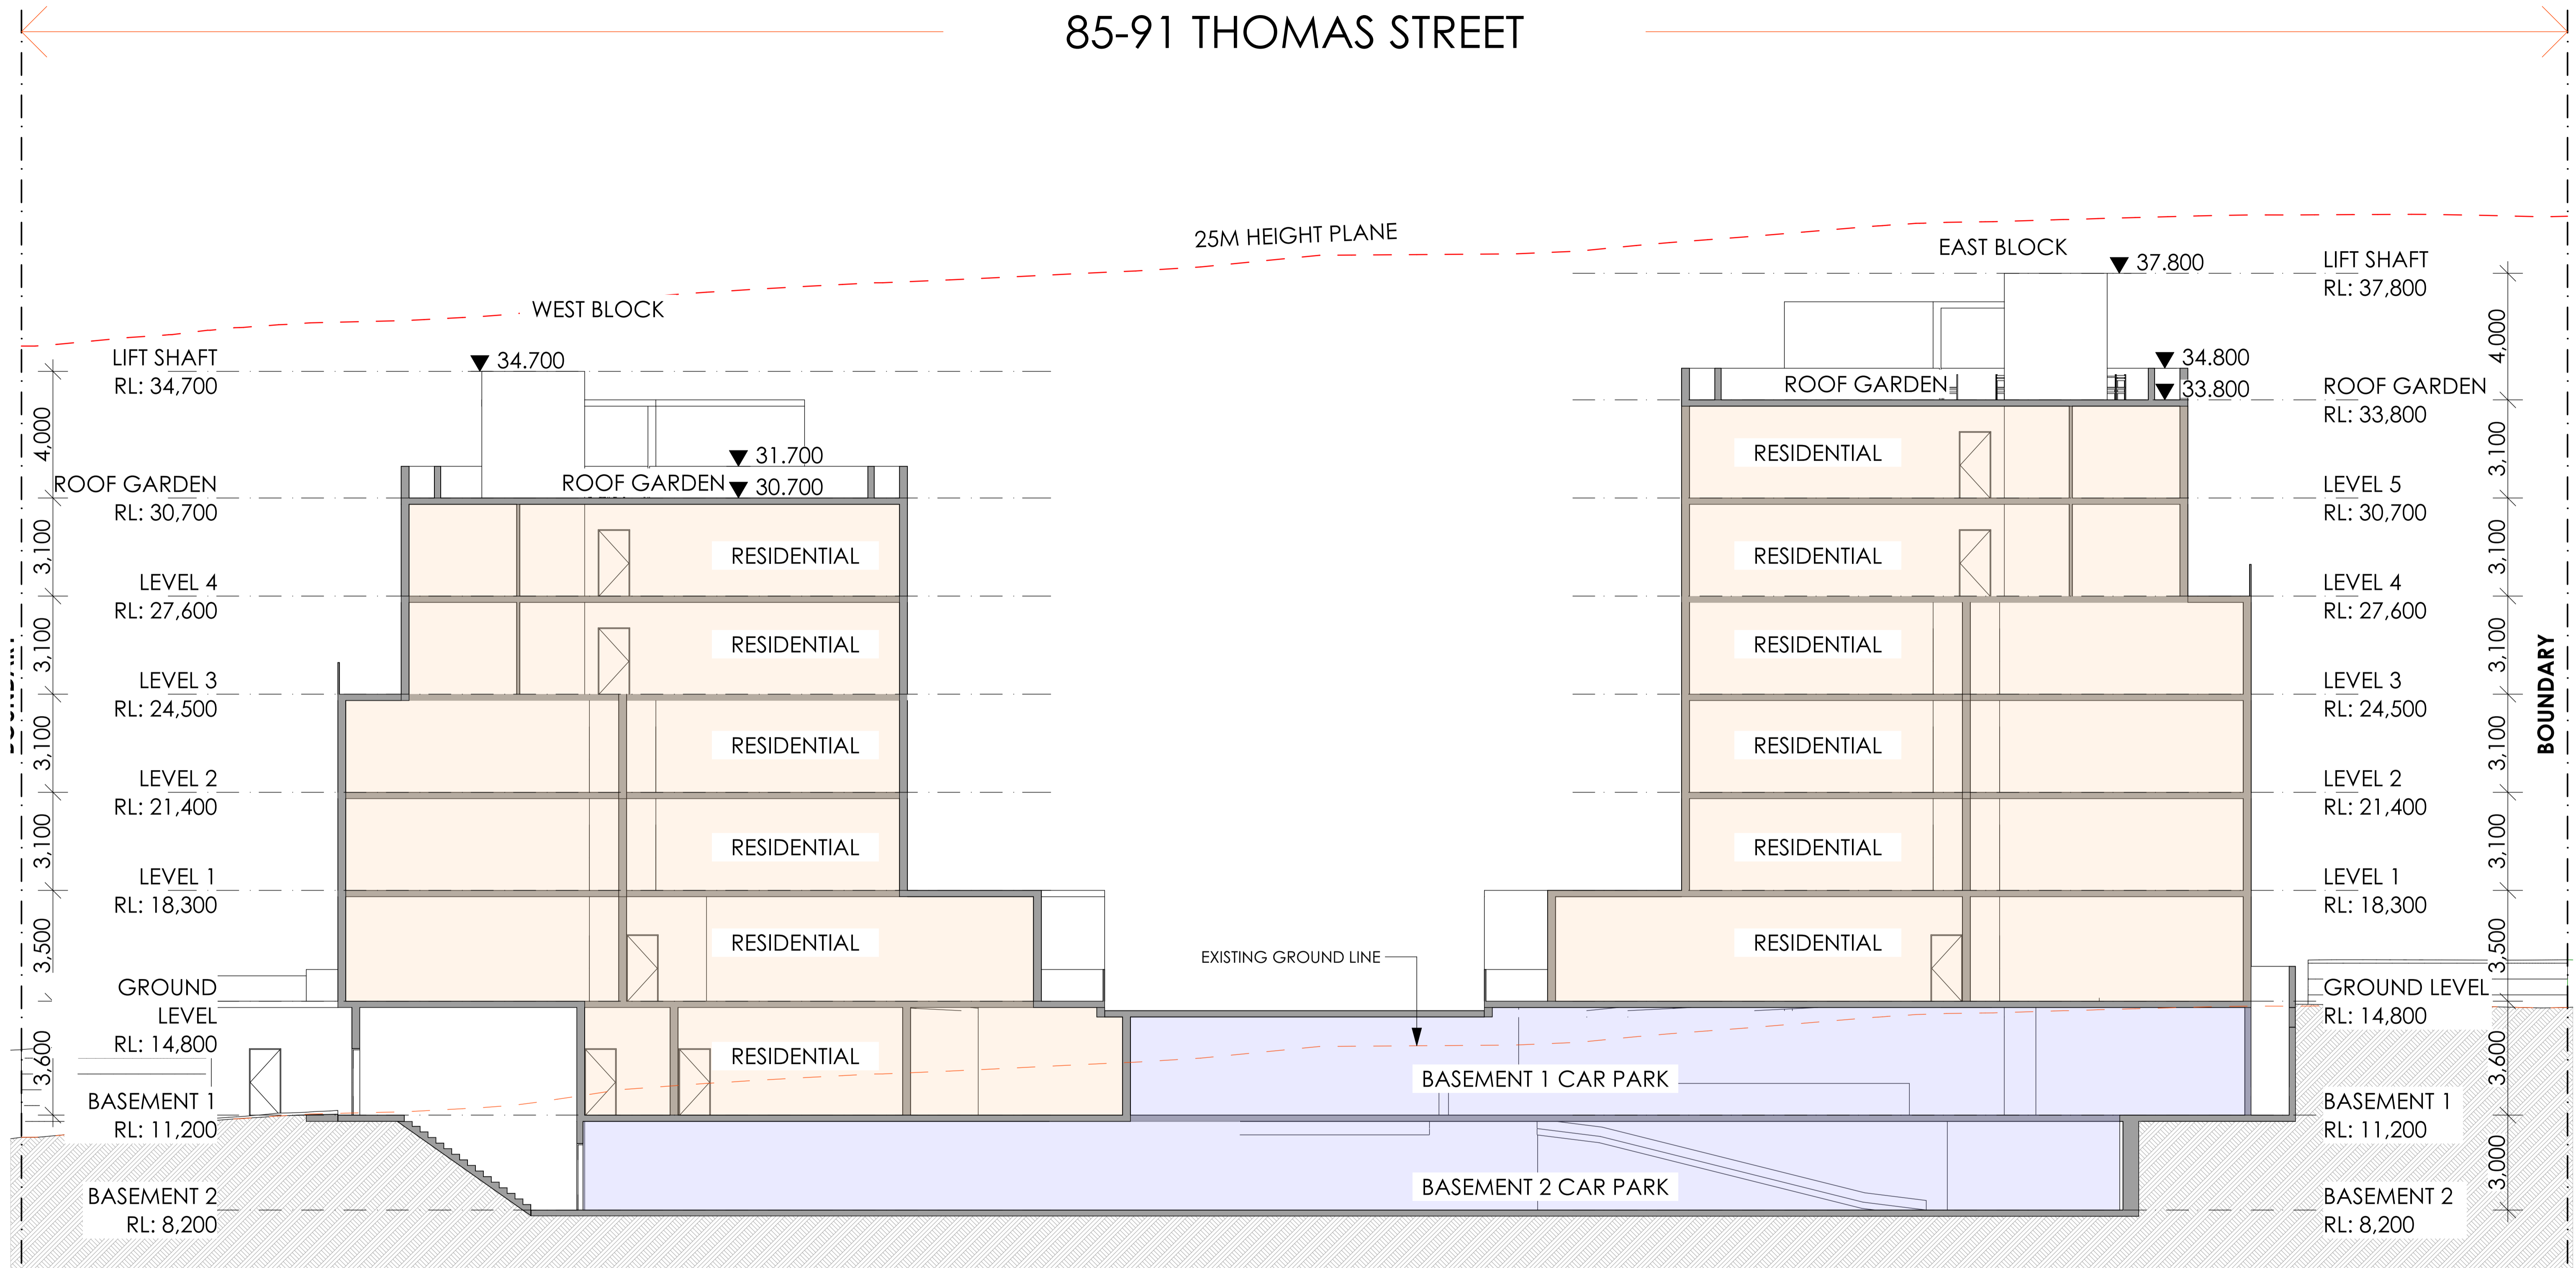 85-91 THOMAS STREET
25M HEIGHT PLANE
WEST BLOCK
EAST BLOCK
LIFT SHAFT
RL: 34,700
ROOF GARDEN
RL: 30,700
LEVEL 4
RL: 27,600
LEVEL 3
RL: 24,500
LEVEL 2
RL: 21,400
LEVEL 1
RL: 18,300
GROUND
LEVEL
RL: 14,800
BASEMENT 1
RL: 11,200
BASEMENT 2
RL: 8,200
4,000
3,100
3,100
3,100
3,100
3,500
3,600
34.700
31.700
ROOF GARDEN
30.700
RESIDENTIAL
RESIDENTIAL
RESIDENTIAL
RESIDENTIAL
RESIDENTIAL
RESIDENTIAL
EXISTING GROUND LINE
BASEMENT 1 CAR PARK
BASEMENT 2 CAR PARK
37.800
34.800
ROOF GARDEN
33.800
RESIDENTIAL
RESIDENTIAL
RESIDENTIAL
RESIDENTIAL
RESIDENTIAL
RESIDENTIAL
LIFT SHAFT
RL: 37,800
ROOF GARDEN
RL: 33,800
LEVEL 5
RL: 30,700
LEVEL 4
RL: 27,600
LEVEL 3
RL: 24,500
LEVEL 2
RL: 21,400
LEVEL 1
RL: 18,300
GROUND LEVEL
RL: 14,800
BASEMENT 1
RL: 11,200
BASEMENT 2
RL: 8,200
4,000
3,100
3,100
3,100
3,100
3,100
3,500
3,600
3,000
BOUNDARY